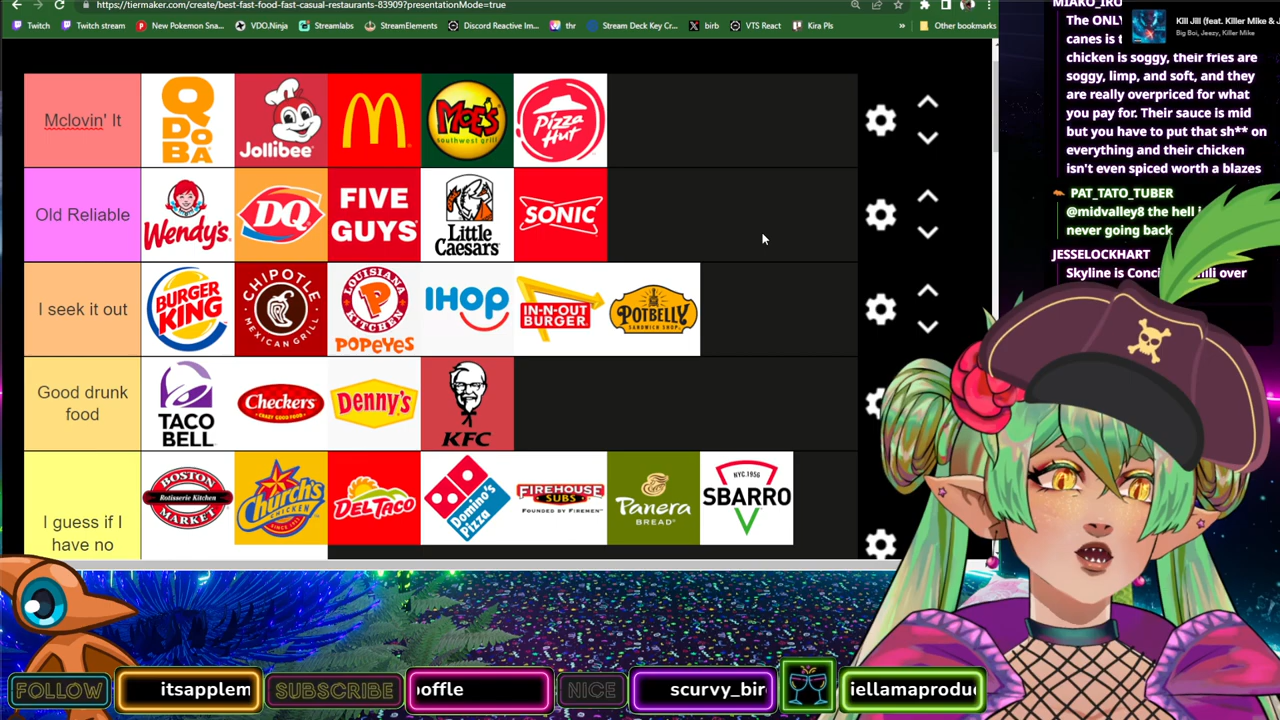 https://tiermaker.com/create/best-fast-food-fast-casual-restaurants-83909?presentationMode=true
Twitch
Twitch stream
New Pokemon Sng...
VDO.Ninja
Streamlabs
StreamElements
Discord Reactive Im...
thr
Stream Deck Key Cr...
birb
VTS React
Kira Pls
»
Other bookmarks
Mclovin' It
QDOBA
Jollibee
MOE'S
southwest grill
Pizza Hut
Old Reliable
Wendy's
DQ
FIVE GUYS
Little Caesars
SONIC
I seek it out
BURGER KING
CHIPOTLE
MEXICAN GRILL
LOUISIANA KITCHEN
POPEYES
IHOP
IN-N-OUT BURGER
POTBELLY
SANDWICH SHOP
Good drunk
food
TACO BELL
Checkers
CRAZY GOOD FOOD
Denny's
KFC
I guess if I
have no
BOSTON MARKET
Rotisserie Kitchen
Church's
CHICKEN
DEL TACO
Domino's Pizza
FIREHOUSE SUBS
FOUNDED BY FIREMEN
Panera BREAD
NYC.1956
SBARRO
The ONLY
canes is t
chicken is soggy, their fries are
soggy, limp, and soft, and they
are really overpriced for what
you pay for. Their sauce is mid
but you have to put that sh** on
everything and their chicken
isn't even spiced worth a blazes
PAT_TATO_TUBER
@midvalley8 the hell i
never going back
JESSELOCKHART
Skyline is Conci
ili over
Kill Jill (feat. Killer Mike & J
Big Boi, Jeezy, Killer Mike
FOLLOW
itsapplem
SUBSCRIBE
offle
NICE
scurvy_bir
iellamaprodu